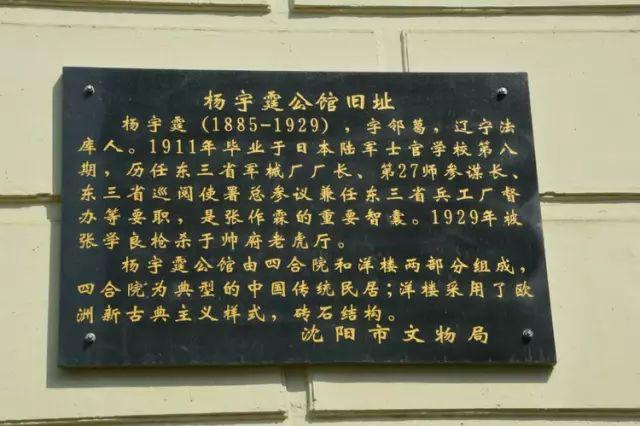 杨宇霆公馆旧址
杨宇霆(1885-1929)，字邻葛，辽宁法
库人。1911年毕业于日本陆军士官学校第八
期，历任东三省军械厂厂长、第27师参谋长、
东三省巡阅使署总参议兼任东三省兵工厂督
办等要职，是张作霖的重要智囊。1929年被
张学良枪杀于帅府老虎厅。
杨宇霆公馆由四合院和洋楼两部分组成，
四合院为典型的中国传统民居；洋楼采用了欧
洲新古典主义样式，砖石结构。
沈阳市文物局